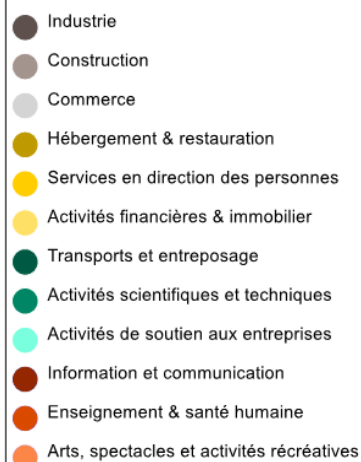 Industrie
Construction
Commerce
Hébergement & restauration
Services en direction des personnes
Activités financières & immobilier
Transports et entreposage
Activités scientifiques et techniques
Activités de soutien aux entreprises
Information et communication
Enseignement & santé humaine
Arts, spectacles et activités récréatives